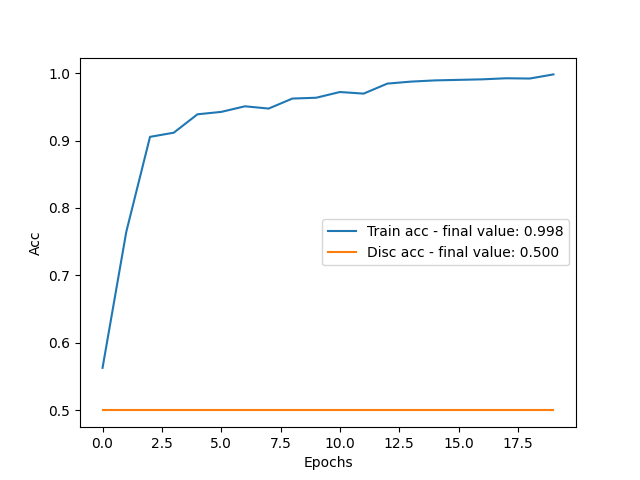 1.0
0.9
0.8
0.7
0.6
0.5
Acc
Train acc - final value: 0.998
Disc acc - final value: 0.500
0.0 2.5 5.0 7.5 10.0 12.5 15.0 17.5
Epochs